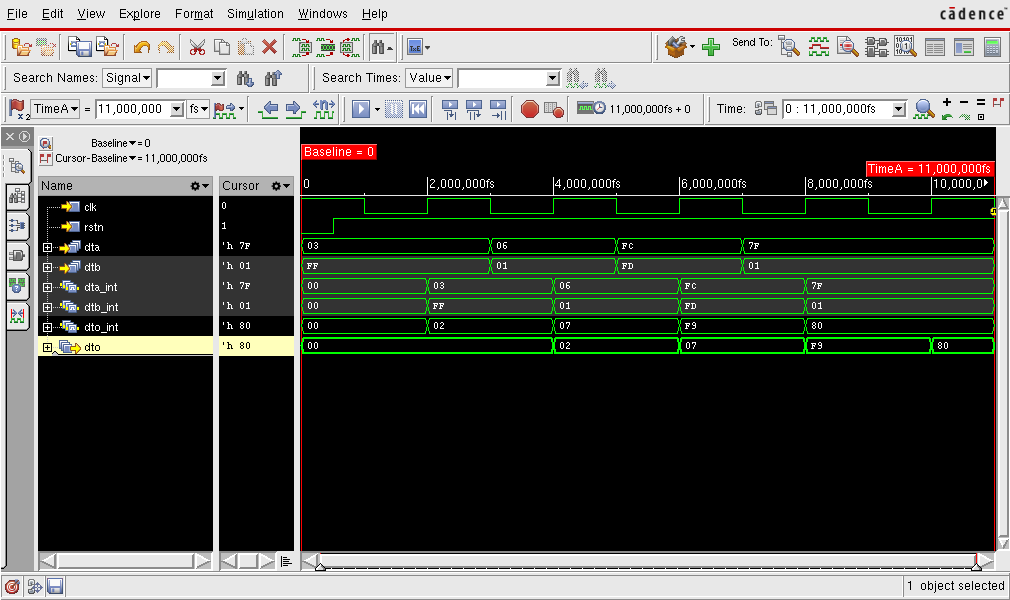 File Edit View Explore Format Simulation Windows Help
cādence
Send To:
Search Names: Signal
Search Times: Value
TimeA = 11,000,000 fs
11,000,000fs + 0
Time: 0 : 11,000,000fs
Baseline = 0
Cursor-Baseline = 11,000,000fs
Baseline = 0
TimeA = 11,000,000fs
Name Cursor
0 2,000,000fs 4,000,000fs 6,000,000fs 8,000,000fs 10,000,0
clk 0
rstn 1
dta 'h 7F 03 06 FC 7F
dtb 'h 01 FF 01 FD 01
dta_int 'h 7F 00 03 06 FC 7F
dtb_int 'h 01 00 FF 01 FD 01
dto_int 'h 80 00 02 07 F9 80
dto 'h 80 00 02 07 F9 80
1 object selected